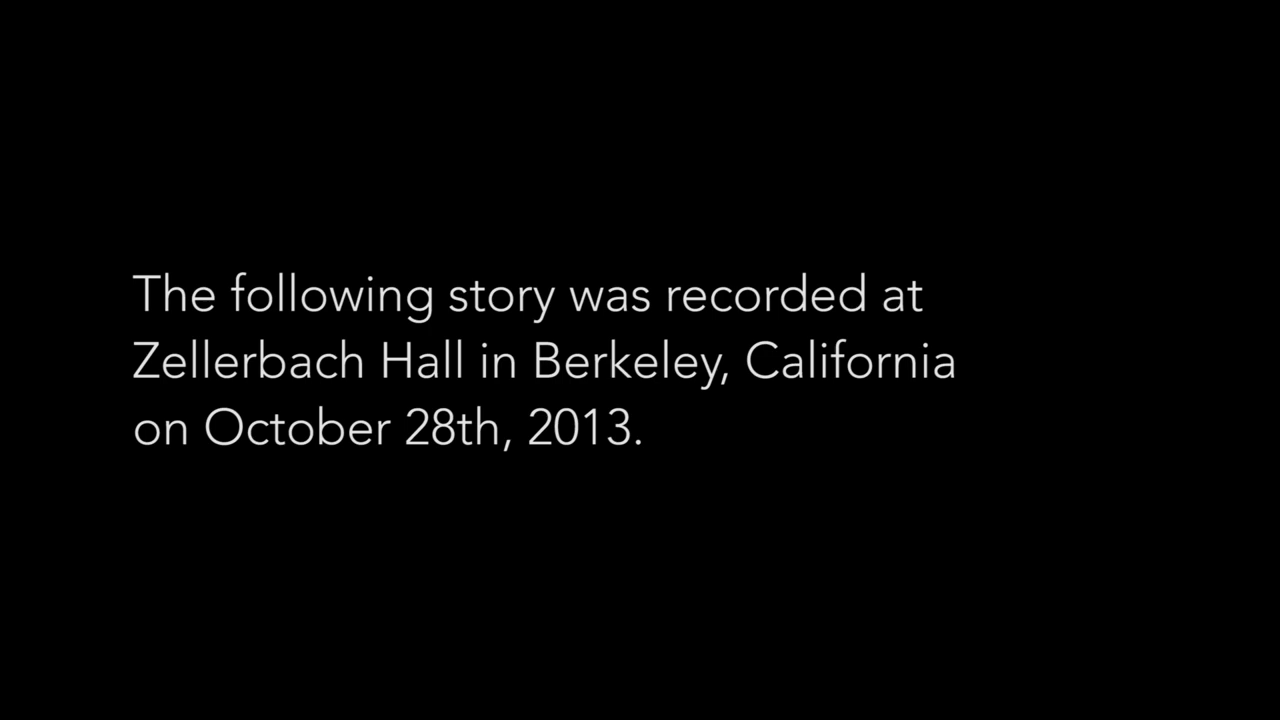 The following story was recorded at
Zellerbach Hall in Berkeley, California
on October 28th, 2013.